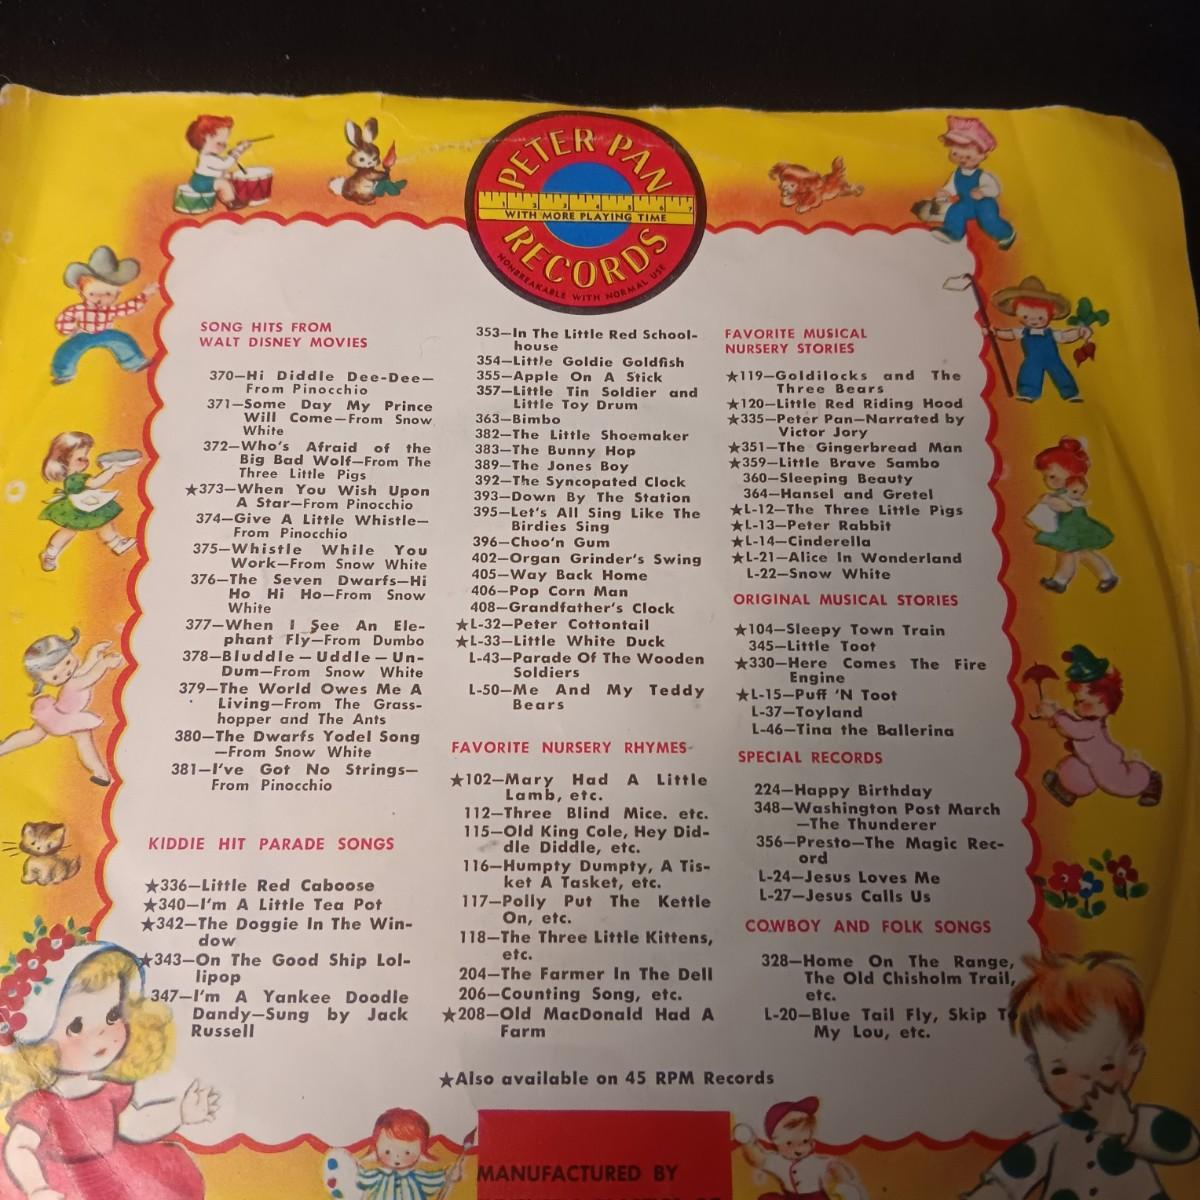 PETER PAN
1 2 3 4 5 6 7
WITH MORE PLAYING TIME
RECORDS
NONBREAKABLE WITH NORMAL USE
SONG HITS FROM
WALT DISNEY MOVIES
370—Hi Diddle Dee-Dee—
From Pinocchio
371—Some Day My Prince
Will Come—From Snow
White
372—Who's Afraid of the
Big Bad Wolf—From The
Three Little Pigs
★373—When You Wish Upon
A Star—From Pinocchio
374—Give A Little Whistle—
From Pinocchio
375—Whistle While You
Work—From Snow White
376—The Seven Dwarfs—Hi
Ho Hi Ho—From Snow
White
377—When I See An Ele-
phant Fly—From Dumbo
378—Bluddle—Uddle—Un-
Dum—From Snow White
379—The World Owes Me A
Living—From The Grass-
hopper and The Ants
380—The Dwarfs Yodel Song
—From Snow White
381—I've Got No Strings—
From Pinocchio
KIDDIE HIT PARADE SONGS
★336—Little Red Caboose
★340—I'm A Little Tea Pot
★342—The Doggie In The Win-
dow
★343—On The Good Ship Lol-
lipop
347—I'm A Yankee Doodle
Dandy—Sung by Jack
Russell
353—In The Little Red School-
house
354—Little Goldie Goldfish
355—Apple On A Stick
357—Little Tin Soldier and
Little Toy Drum
363—Bimbo
382—The Little Shoemaker
383—The Bunny Hop
389—The Jones Boy
392—The Syncopated Clock
393—Down By The Station
395—Let's All Sing Like The
Birdies Sing
396—Choo'n Gum
402—Organ Grinder's Swing
405—Way Back Home
406—Pop Corn Man
408—Grandfather's Clock
★L-32—Peter Cottontail
★L-33—Little White Duck
L-43—Parade Of The Wooden
Soldiers
L-50—Me And My Teddy
Bears
FAVORITE NURSERY RHYMES
★102—Mary Had A Little
Lamb, etc.
112—Three Blind Mice. etc.
115—Old King Cole, Hey Did-
dle Diddle, etc.
116—Humpty Dumpty, A Tis-
ket A Tasket, etc.
117—Polly Put The Kettle
On, etc.
118—The Three Little Kittens,
etc.
204—The Farmer In The Dell
206—Counting Song, etc.
★208—Old MacDonald Had A
Farm
FAVORITE MUSICAL
NURSERY STORIES
★119—Goldilocks and The
Three Bears
★120—Little Red Riding Hood
★335—Peter Pan—Narrated by
Victor Jory
★351—The Gingerbread Man
★359—Little Brave Sambo
360—Sleeping Beauty
364—Hansel and Gretel
★L-12—The Three Little Pigs
★L-13—Peter Rabbit
★L-14—Cinderella
★L-21—Alice In Wonderland
L-22—Snow White
ORIGINAL MUSICAL STORIES
★104—Sleepy Town Train
345—Little Toot
★330—Here Comes The Fire
Engine
★L-15—Puff 'N Toot
L-37—Toyland
L-46—Tina the Ballerina
SPECIAL RECORDS
224—Happy Birthday
348—Washington Post March
—The Thunderer
356—Presto—The Magic Rec-
ord
L-24—Jesus Loves Me
L-27—Jesus Calls Us
COWBOY AND FOLK SONGS
328—Home On The Range,
The Old Chisholm Trail,
etc.
L-20—Blue Tail Fly, Skip To
My Lou, etc.
★Also available on 45 RPM Records
MANUFACTURED BY